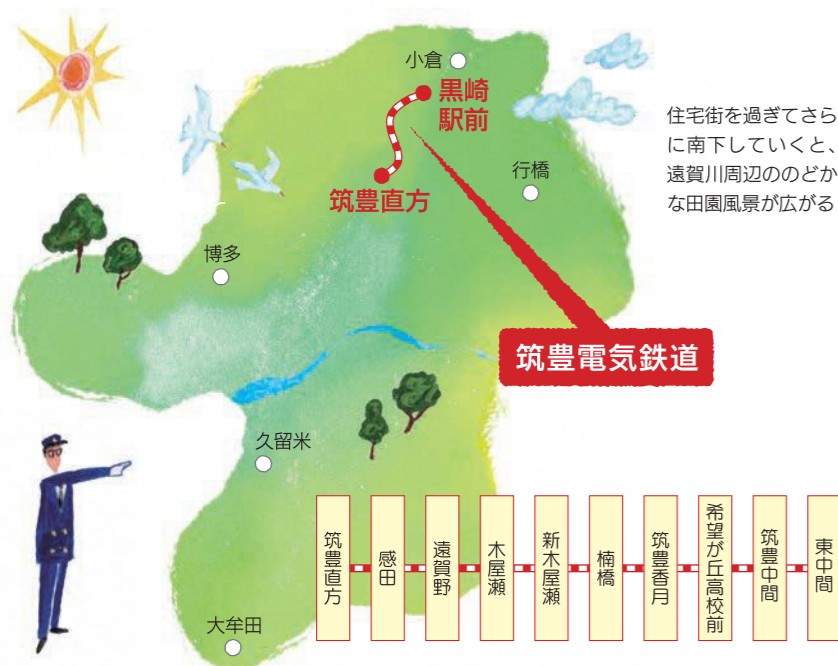 小倉
黒崎
駅前
筑豊直方
行橋
博多
住宅街を過ぎてさら
に南下していくと、
遠賀川周辺ののどか
な田園風景が広がる
筑豊電気鉄道
久留米
大牟田
筑豊直方
感田
遠賀野
木屋瀬
新木屋瀬
楠橋
筑豊香月
希望が丘高校前
筑豊中間
東中間